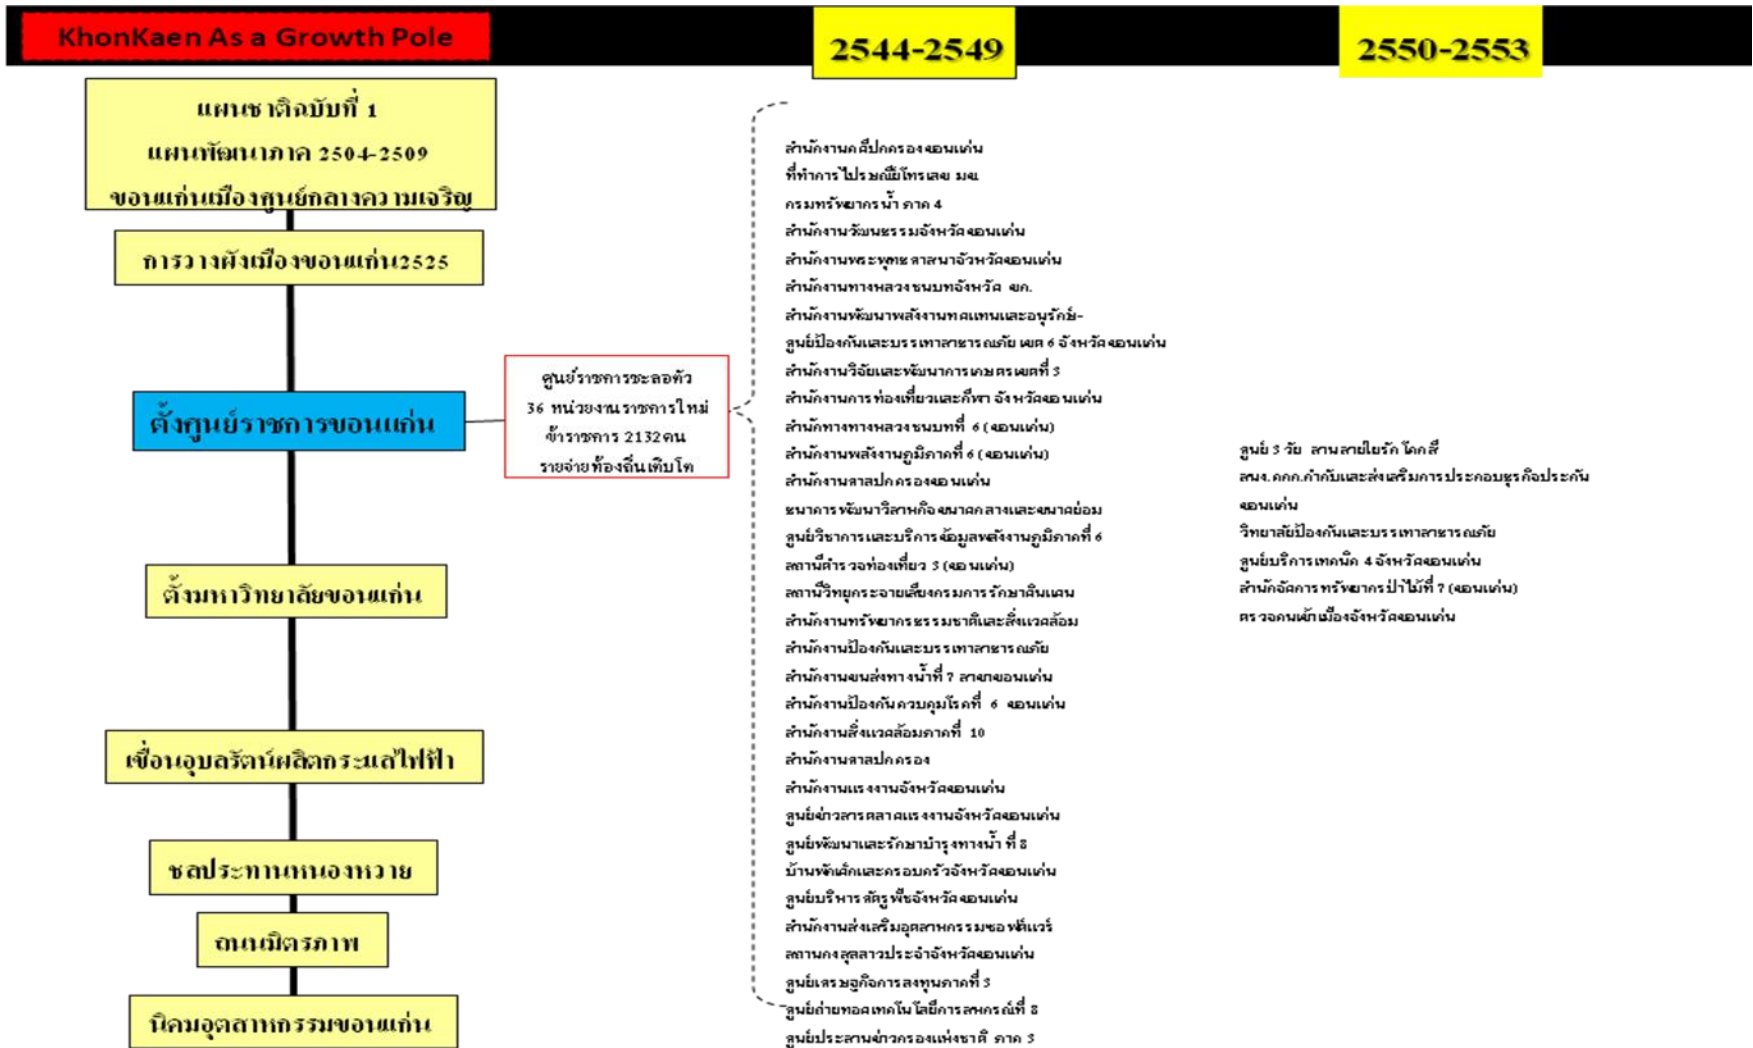 KhonKaen As a Growth Pole
2544-2549
2550-2553
แผนชาติฉบับที่ 1
แผนพัฒนาภาค 2504-2509
ขอนแก่นเมืองศูนย์กลางความเจริญ
การวางผังเมืองขอนแก่น2525
ตั้งศูนย์ราชการขอนแก่น
ตั้งมหาวิทยาลัยขอนแก่น
เขื่อนอุบลรัตน์ผลิตกระแสไฟฟ้า
ชลประทานหนองหวาย
ถนนมิตรภาพ
นิคมอุตสาหกรรมขอนแก่น
ศูนย์ราชการชะลอตัว
36 หน่วยงานราชการใหม่
ข้าราชการ 2132คน
รายจ่ายท้องถิ่นเติบโต
สำนักงานคดีปกครองขอนแก่น
ที่ทำการไปรษณีย์โทรเลข มข.
กรมทรัพยากรน้ำ ภาค 4
สำนักงานวัฒนธรรมจังหวัดขอนแก่น
สำนักงานพระพุทธศาสนาจังหวัดขอนแก่น
สำนักงานทางหลวงชนบทจังหวัด ขก.
สำนักงานพัฒนาพลังงานทดแทนและอนุรักษ์-
ศูนย์ป้องกันและบรรเทาสาธารณภัย เขต 6 จังหวัดขอนแก่น
สำนักงานวิจัยและพัฒนาการเกษตรเขตที่ 3
สำนักงานการท่องเที่ยวและกีฬา จังหวัดขอนแก่น
สำนักทางทางหลวงชนบทที่ 6 (ขอนแก่น)
สำนักงานพลังงานภูมิภาคที่ 6 (ขอนแก่น)
สำนักงานศาลปกครองขอนแก่น
ธนาคารพัฒนาวิสาหกิจขนาดกลางและขนาดย่อม
ศูนย์วิชาการและบริการข้อมูลพลังงานภูมิภาคที่ 6
สถานีตำรวจท่องเที่ยว 3 (ขอนแก่น)
สถานีวิทยุกระจายเสียงกรมการรักษาดินแดน
สำนักงานทรัพยากรธรรมชาติและสิ่งแวดล้อม
สำนักงานป้องกันและบรรเทาสาธารณภัย
สำนักงานขนส่งทางน้ำที่ 7 สาขาขอนแก่น
สำนักงานป้องกันควบคุมโรคที่ 6 ขอนแก่น
สำนักงานสิ่งแวดล้อมภาคที่ 10
สำนักงานศาลปกครอง
สำนักงานแรงงานจังหวัดขอนแก่น
ศูนย์ข่าวสารตลาดแรงงานจังหวัดขอนแก่น
ศูนย์พัฒนาและรักษาบำรุงทางน้ำ ที่ 8
บ้านพักเด็กและครอบครัวจังหวัดขอนแก่น
ศูนย์บริหารศัตรูพืชจังหวัดขอนแก่น
สำนักงานส่งเสริมอุตสาหกรรมซอฟต์แวร์
สถานกงสุลลาวประจำจังหวัดขอนแก่น
ศูนย์เศรษฐกิจการลงทุนภาคที่ 3
ศูนย์ถ่ายทอดเทคโนโลยีการสหกรณ์ที่ 8
ศูนย์ประสานข่าวกรองแห่งชาติ ภาค 3
ศูนย์ 3 วัย สานสายใยรัก โคกสี
สนง.คกก.กำกับและส่งเสริมการประกอบธุรกิจประกัน
ขอนแก่น
วิทยาลัยป้องกันและบรรเทาสาธารณภัย
ศูนย์บริการเทคนิค 4 จังหวัดขอนแก่น
สำนักจัดการทรัพยากรป่าไม้ที่ 7 (ขอนแก่น)
ตรวจคนเข้าเมืองจังหวัดขอนแก่น